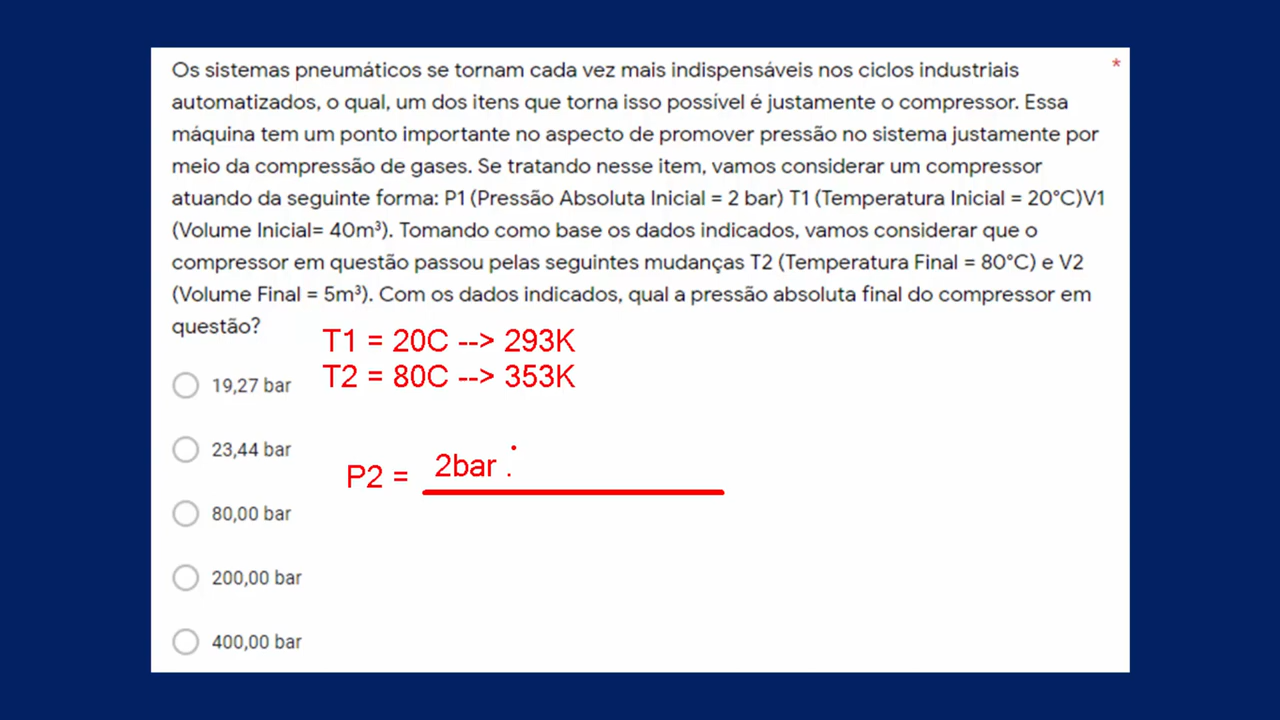 Os sistemas pneumáticos se tornam cada vez mais indispensáveis nos ciclos industriais
*
automatizados, o qual, um dos itens que torna isso possível é justamente o compressor. Essa
máquina tem um ponto importante no aspecto de promover pressão no sistema justamente por
meio da compressão de gases. Se tratando nesse item, vamos considerar um compressor
atuando da seguinte forma: P1 (Pressão Absoluta Inicial = 2 bar) T1 (Temperatura Inicial = 20°C)V1
(Volume Inicial= 40m³). Tomando como base os dados indicados, vamos considerar que o
compressor em questão passou pelas seguintes mudanças T2 (Temperatura Final = 80°C) e V2
(Volume Final = 5m³). Com os dados indicados, qual a pressão absoluta final do compressor em
questão?
T1 = 20C --> 293K
T2 = 80C --> 353K
19,27 bar
23,44 bar
P2 = 2bar .
80,00 bar
200,00 bar
400,00 bar